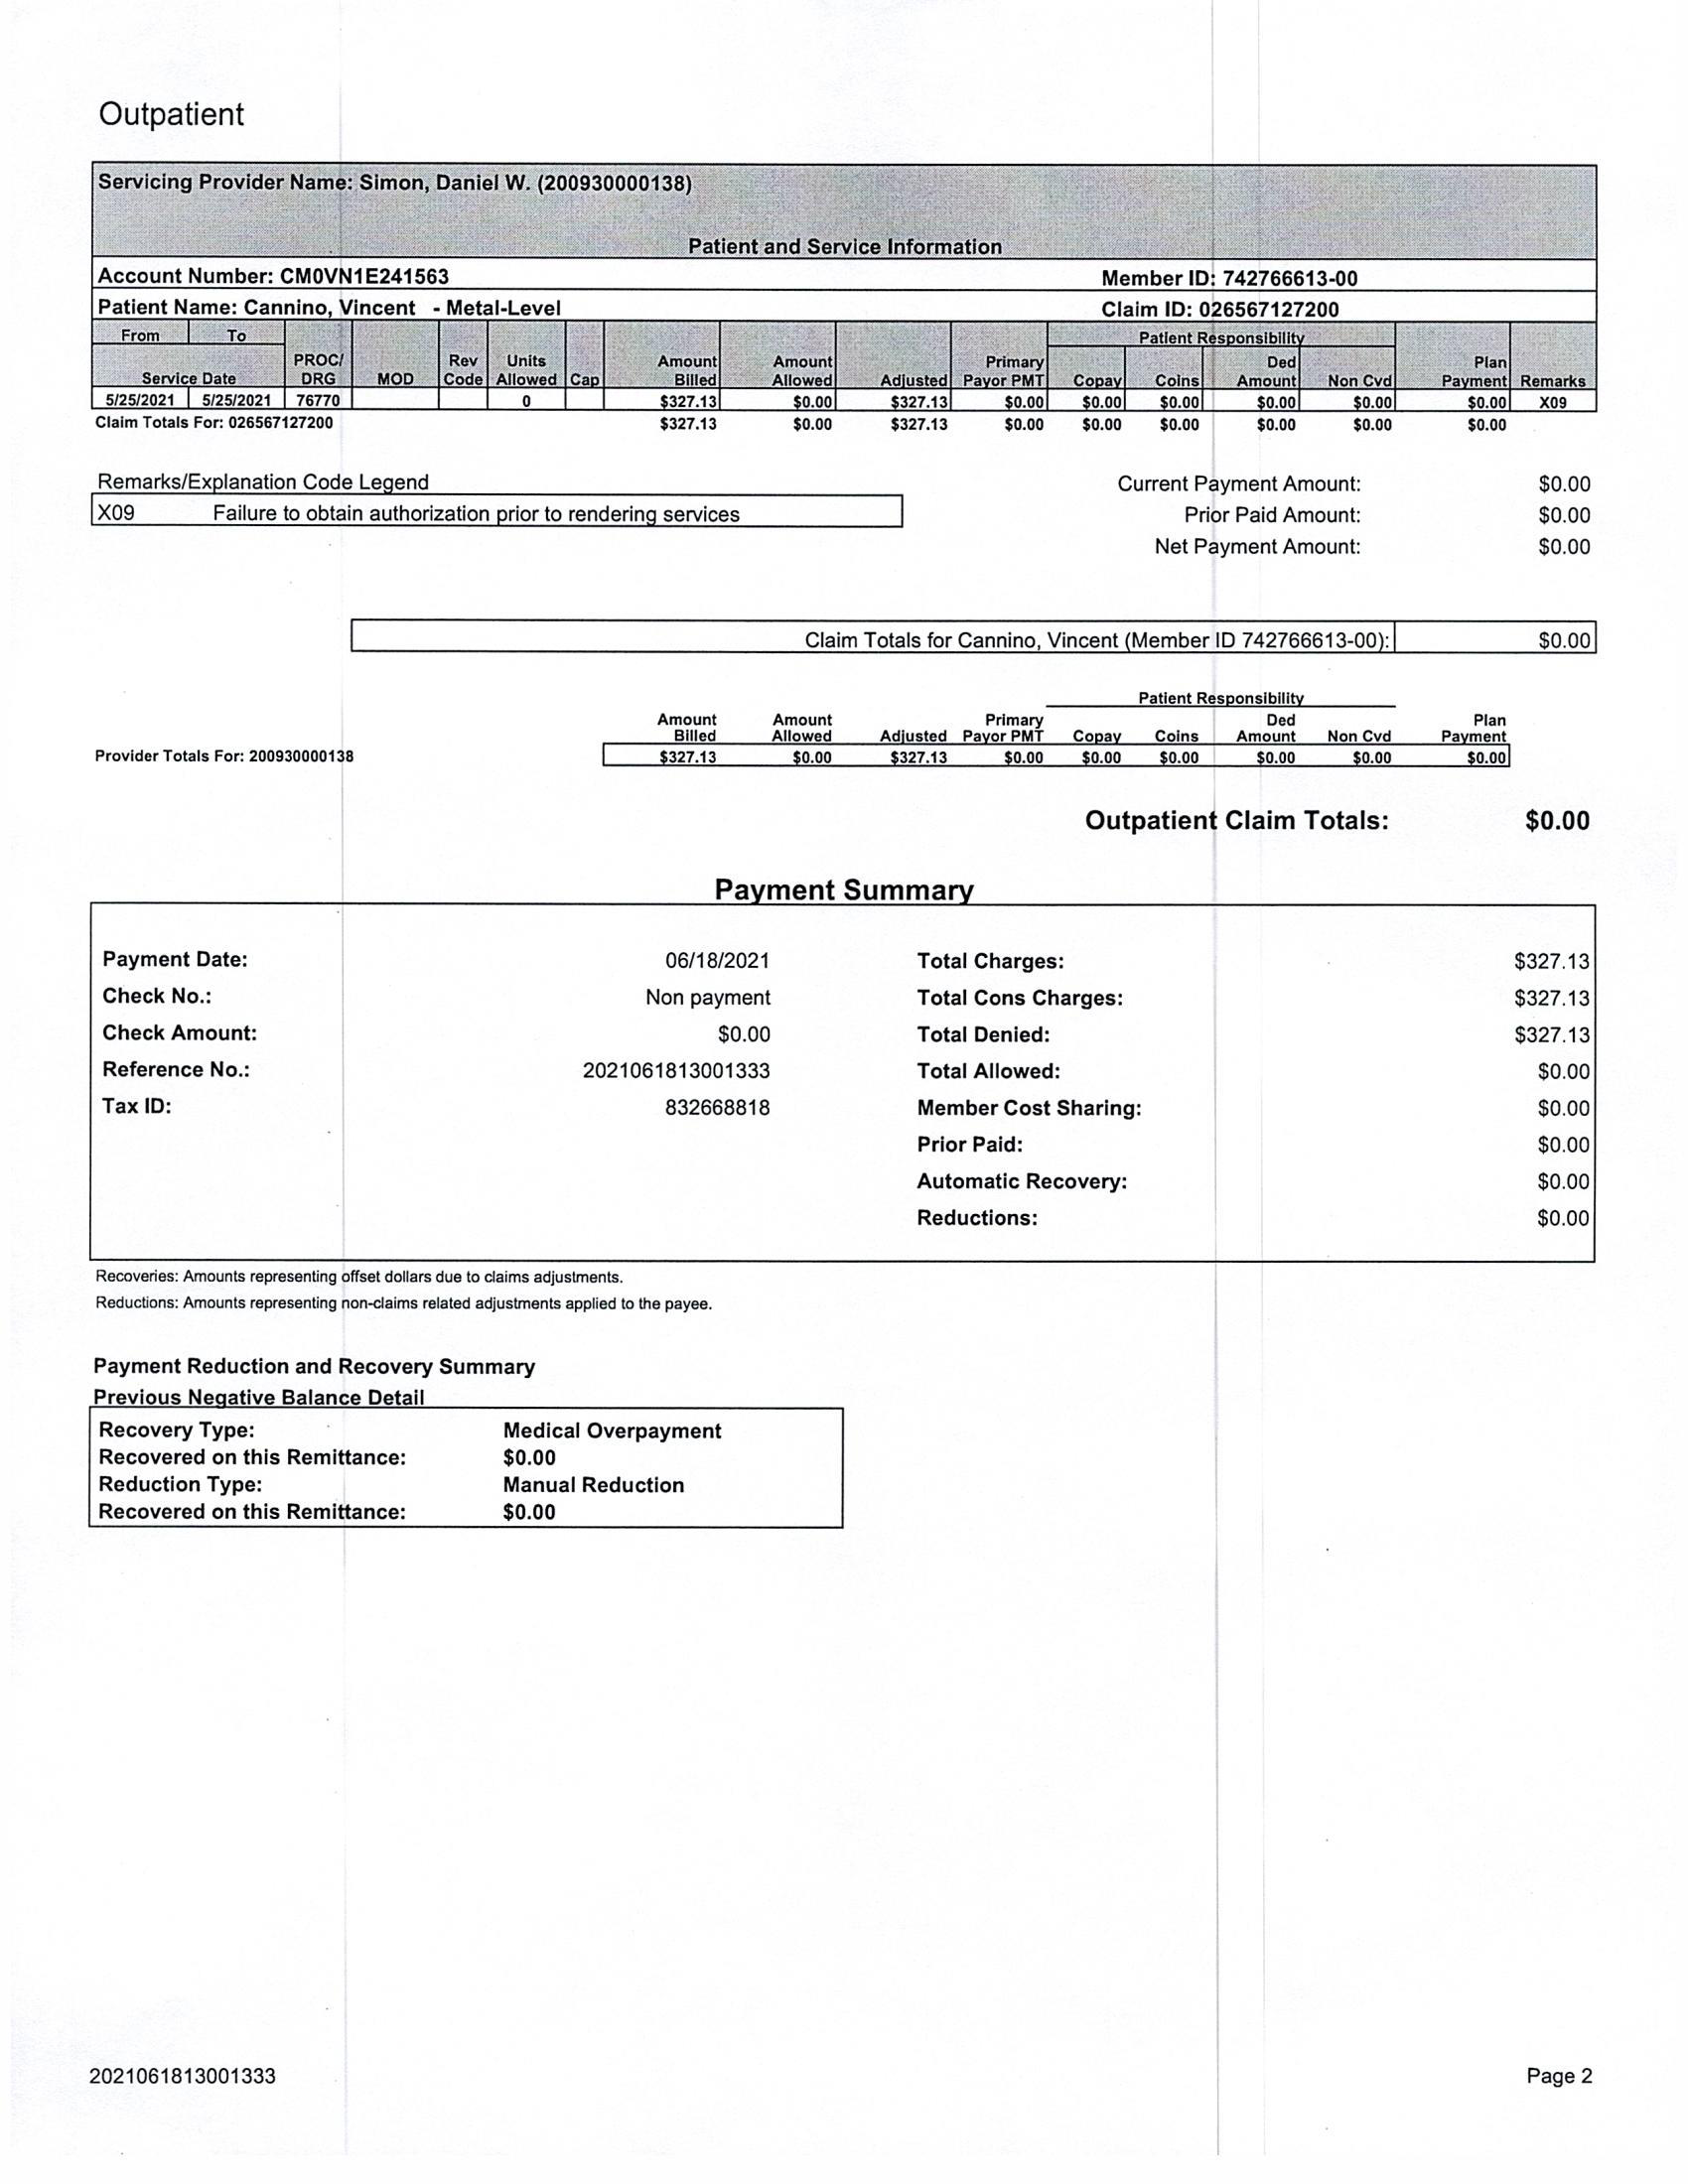 Outpatient
Servicing Provider Name: Simon, Daniel W. (200930000138)
Patient and Service Information
Account Number: CM0VN1E241563 Member ID: 742766613-00
Patient Name: Cannino, Vincent - Metal-Level Claim ID: 026567127200
From To Patient Responsibility
PROC/ Rev Units Amount Amount Primary Ded Plan
Service Date DRG MOD Code Allowed Cap Billed Allowed Adjusted Payor PMT Copay Coins Amount Non Cvd Payment Remarks
5/25/2021 5/25/2021 76770 0 $327.13 $0.00 $327.13 $0.00 $0.00 $0.00 $0.00 $0.00 $0.00 X09
Claim Totals For: 026567127200 $327.13 $0.00 $327.13 $0.00 $0.00 $0.00 $0.00 $0.00 $0.00
Remarks/Explanation Code Legend Current Payment Amount: $0.00
X09 Failure to obtain authorization prior to rendering services Prior Paid Amount: $0.00
Net Payment Amount: $0.00
Claim Totals for Cannino, Vincent (Member ID 742766613-00): $0.00
Patient Responsibility
Amount Amount Primary Ded Plan
Billed Allowed Adjusted Payor PMT Copay Coins Amount Non Cvd Payment
Provider Totals For: 200930000138 $327.13 $0.00 $327.13 $0.00 $0.00 $0.00 $0.00 $0.00 $0.00
Outpatient Claim Totals: $0.00
Payment Summary
Payment Date: 06/18/2021 Total Charges: $327.13
Check No.: Non payment Total Cons Charges: $327.13
Check Amount: $0.00 Total Denied: $327.13
Reference No.: 2021061813001333 Total Allowed: $0.00
Tax ID: 832668818 Member Cost Sharing: $0.00
Prior Paid: $0.00
Automatic Recovery: $0.00
Reductions: $0.00
Recoveries: Amounts representing offset dollars due to claims adjustments.
Reductions: Amounts representing non-claims related adjustments applied to the payee.
Payment Reduction and Recovery Summary
Previous Negative Balance Detail
Recovery Type: Medical Overpayment
Recovered on this Remittance: $0.00
Reduction Type: Manual Reduction
Recovered on this Remittance: $0.00
2021061813001333 Page 2